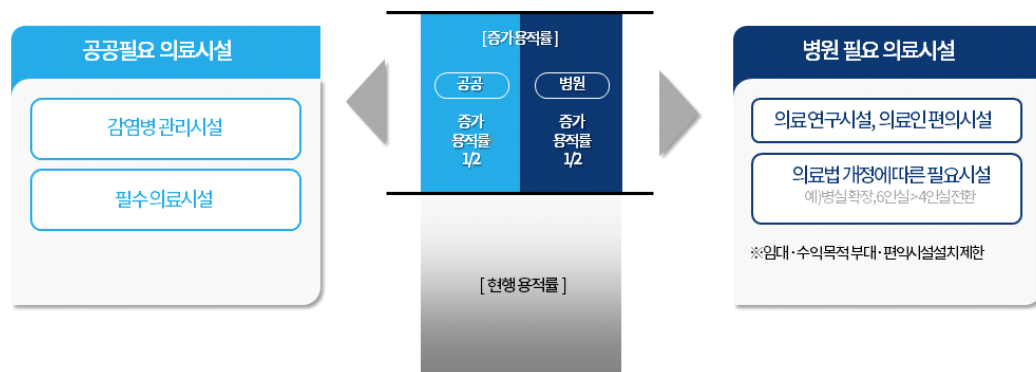 공공필요 의료시설
감염병 관리시설
필수의료시설
[증가용적률]
공공
증가
용적률
1/2
병원
증가
용적률
1/2
[현행용적률]
병원 필요 의료시설
의료연구시설, 의료인편의시설
의료법 개정에따른 필요시설
예)병실확장,6인실>4인실전환
※임대·수익목적 부대·편익시설설치제한